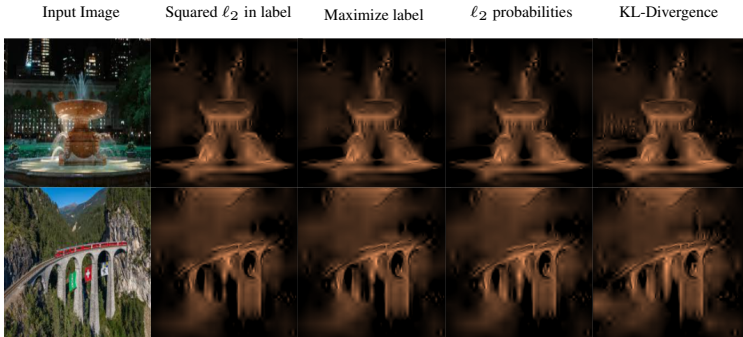 Input Image
Squared ℓ₂ in label
Maximize label
ℓ₂ probabilities
KL-Divergence